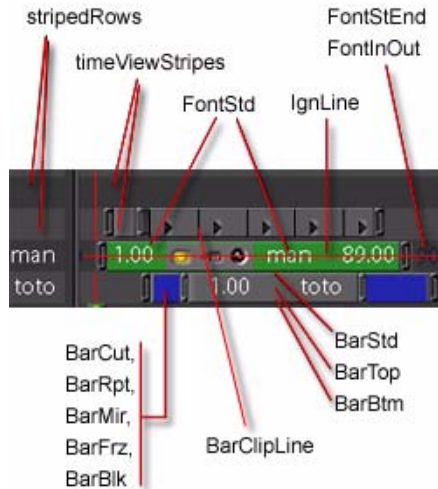 stripedRows
FontStEnd
FontInOut
timeViewStripes
FontStd
IgnLine
man
1.00
man
89.00
toto
1.00
toto
BarStd
BarTop
BarBtm
BarCut,
BarRpt,
BarMir,
BarFrz,
BarBlk
BarClipLine